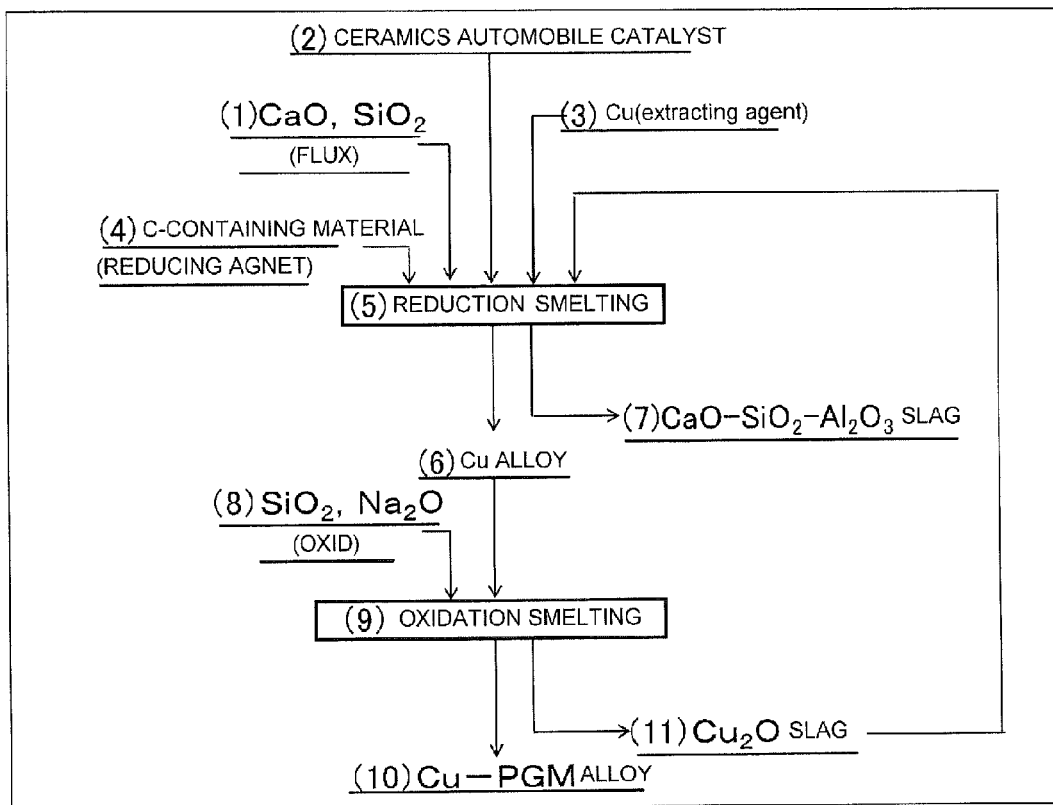 (2) CERAMICS AUTOMOBILE CATALYST
(1)CaO, SiO₂
(FLUX)
(3) Cu(extracting agent)
(4) C-CONTAINING MATERIAL
(REDUCING AGNET)
(5) REDUCTION SMELTING
(7)CaO-SiO₂-Al₂O₃ SLAG
(6) Cu ALLOY
(8) SiO₂, Na₂O
(OXID)
(9) OXIDATION SMELTING
(11) Cu₂O SLAG
(10) Cu-PGM ALLOY